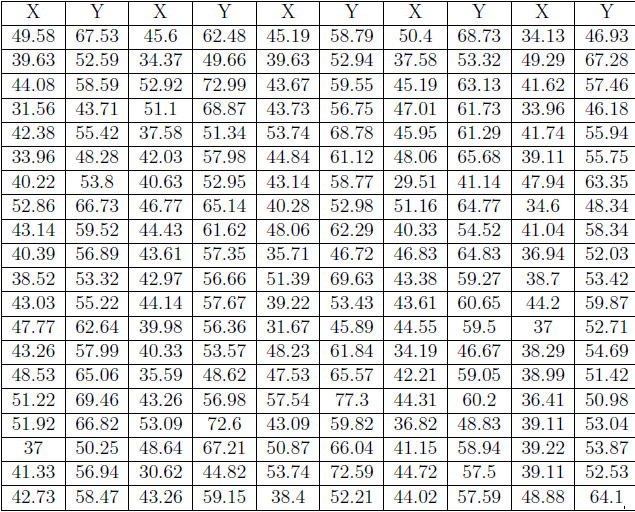 X Y X Y X Y X Y X Y
49.58 67.53 45.6 62.48 45.19 58.79 50.4 68.73 34.13 46.93
39.63 52.59 34.37 49.66 39.63 52.94 37.58 53.32 49.29 67.28
44.08 58.59 52.92 72.99 43.67 59.55 45.19 63.13 41.62 57.46
31.56 43.71 51.1 68.87 43.73 56.75 47.01 61.73 33.96 46.18
42.38 55.42 37.58 51.34 53.74 68.78 45.95 61.29 41.74 55.94
33.96 48.28 42.03 57.98 44.84 61.12 48.06 65.68 39.11 55.75
40.22 53.8 40.63 52.95 43.14 58.77 29.51 41.14 47.94 63.35
52.86 66.73 46.77 65.14 40.28 52.98 51.16 64.77 34.6 48.34
43.14 59.52 44.43 61.62 48.06 62.29 40.33 54.52 41.04 58.34
40.39 56.89 43.61 57.35 35.71 46.72 46.83 64.83 36.94 52.03
38.52 53.32 42.97 56.66 51.39 69.63 43.38 59.27 38.7 53.42
43.03 55.22 44.14 57.67 39.22 53.43 43.61 60.65 44.2 59.87
47.77 62.64 39.98 56.36 31.67 45.89 44.55 59.5 37 52.71
43.26 57.99 40.33 53.57 48.23 61.84 34.19 46.67 38.29 54.69
48.53 65.06 35.59 48.62 47.53 65.57 42.21 59.05 38.99 51.42
51.22 69.46 43.26 56.98 57.54 77.3 44.31 60.2 36.41 50.98
51.92 66.82 53.09 72.6 43.09 59.82 36.82 48.83 39.11 53.04
37 50.25 48.64 67.21 50.87 66.04 41.15 58.94 39.22 53.87
41.33 56.94 30.62 44.82 53.74 72.59 44.72 57.5 39.11 52.53
42.73 58.47 43.26 59.15 38.4 52.21 44.02 57.59 48.88 64.1,